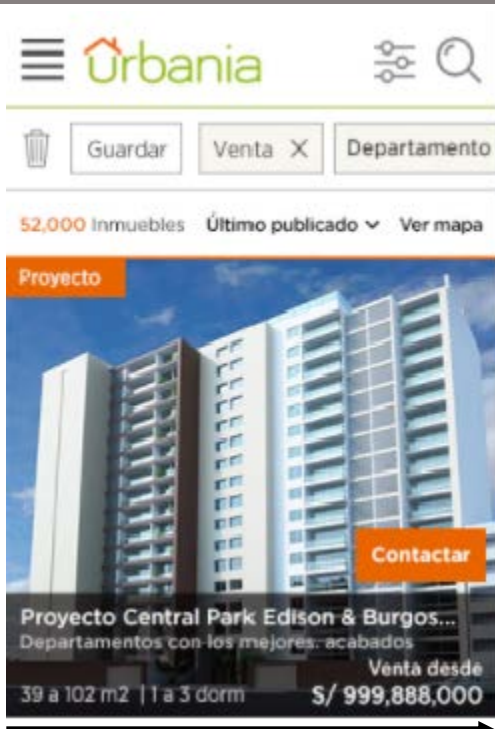 Urbania
Guardar
Venta X
Departamento
52,000 Inmuebles
Último publicado
Ver mapa
Proyecto
Contactar
Proyecto Central Park Edison & Burgos...
Departamentos con los mejores. acabados
Venta desde
39 a 102 m2 | 1 a 3 dorm
S/ 999,888,000